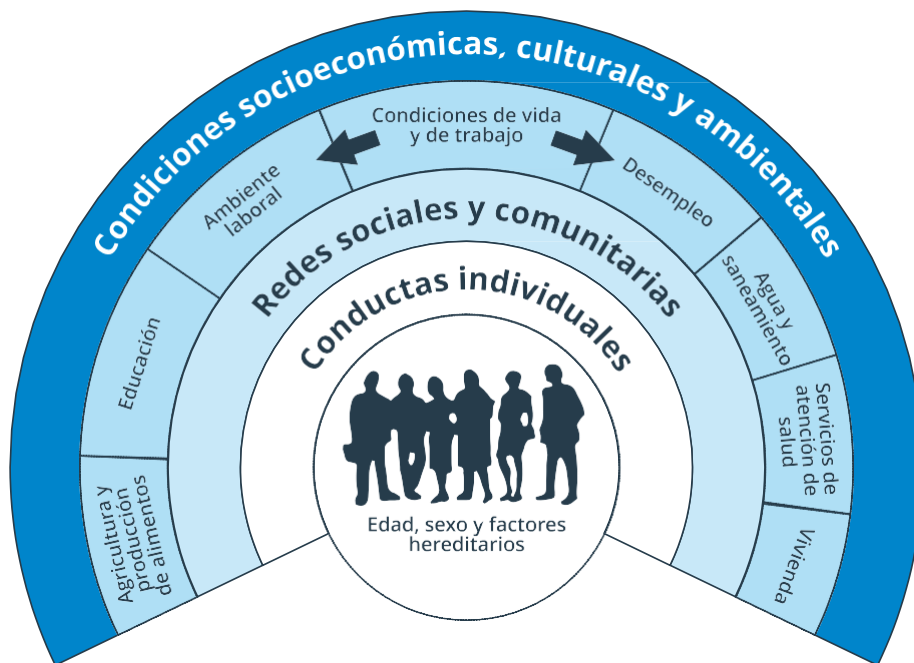 Condiciones socioeconómicas, culturales y ambientales
Condiciones de vida
y de trabajo
Ambiente
laboral
Desempleo
Educación
Agua y
saneamiento
Agricultura y
producción
de alimentos
Servicios de
atención de
salud
Vivienda
Redes sociales y comunitarias
Conductas individuales
Edad, sexo y factores
hereditarios